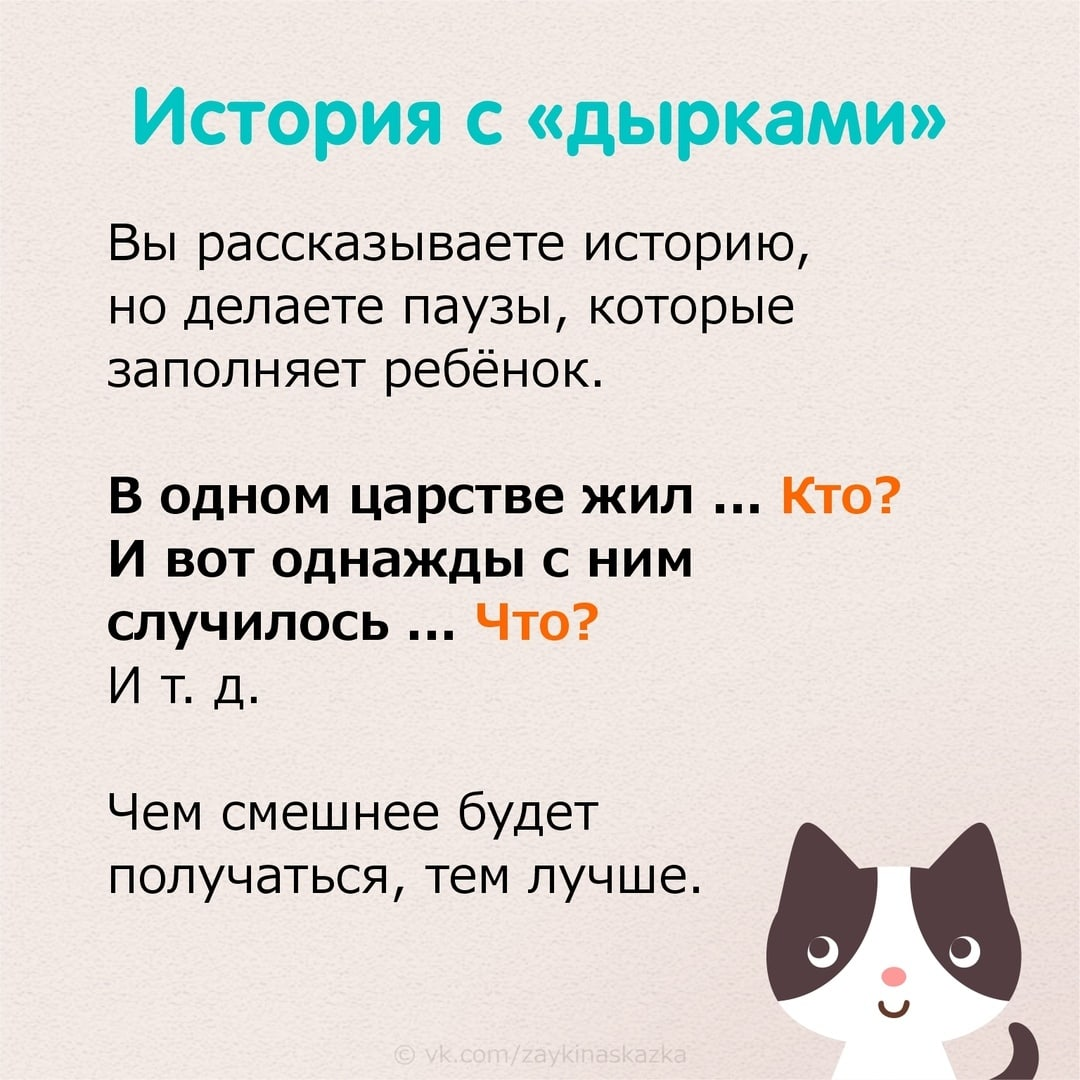 История с «дырками»
Вы рассказываете историю,
но делаете паузы, которые
заполняет ребёнок.
В одном царстве жил ... Кто?
И вот однажды с ним
случилось ... Что?
И т. д.
Чем смешнее будет
получаться, тем лучше.
© vk.com/zaykinaskazka